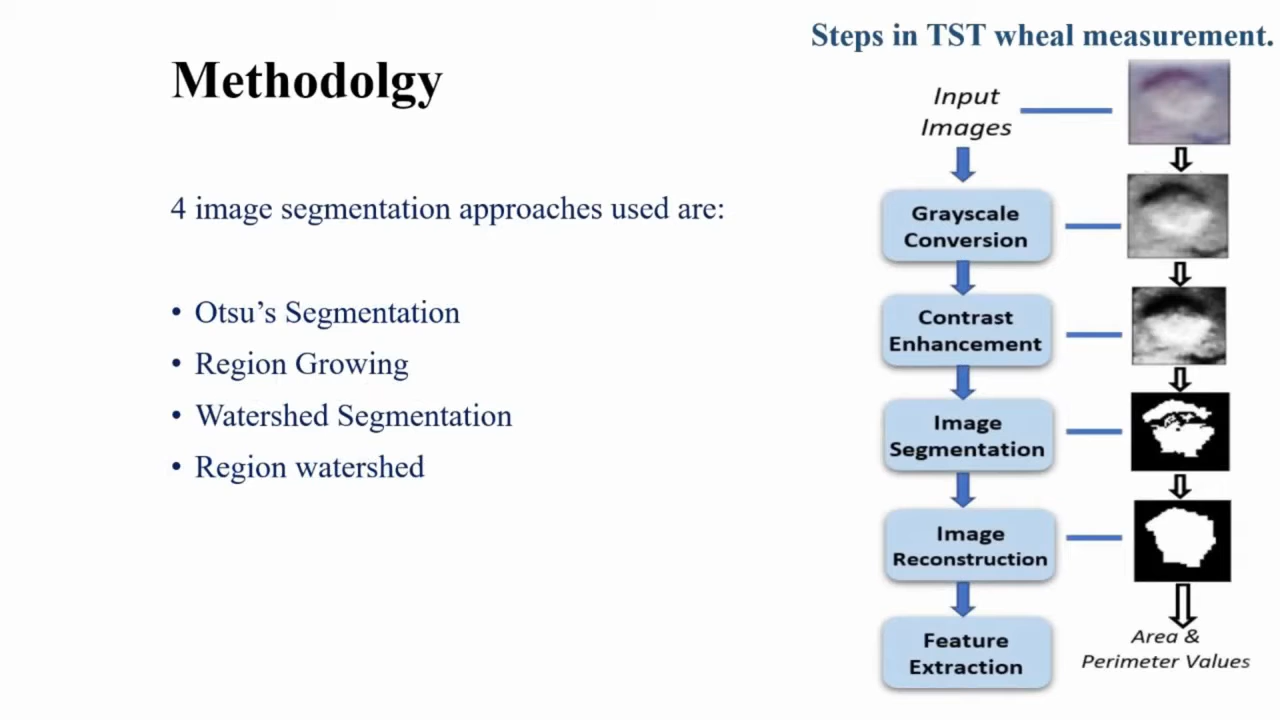 Steps in TST wheal measurement.
Methodolgy
4 image segmentation approaches used are:
• Otsu’s Segmentation
• Region Growing
• Watershed Segmentation
• Region watershed
Input
Images
Grayscale
Conversion
Contrast
Enhancement
Image
Segmentation
Image
Reconstruction
Feature
Extraction
Area &
Perimeter Values